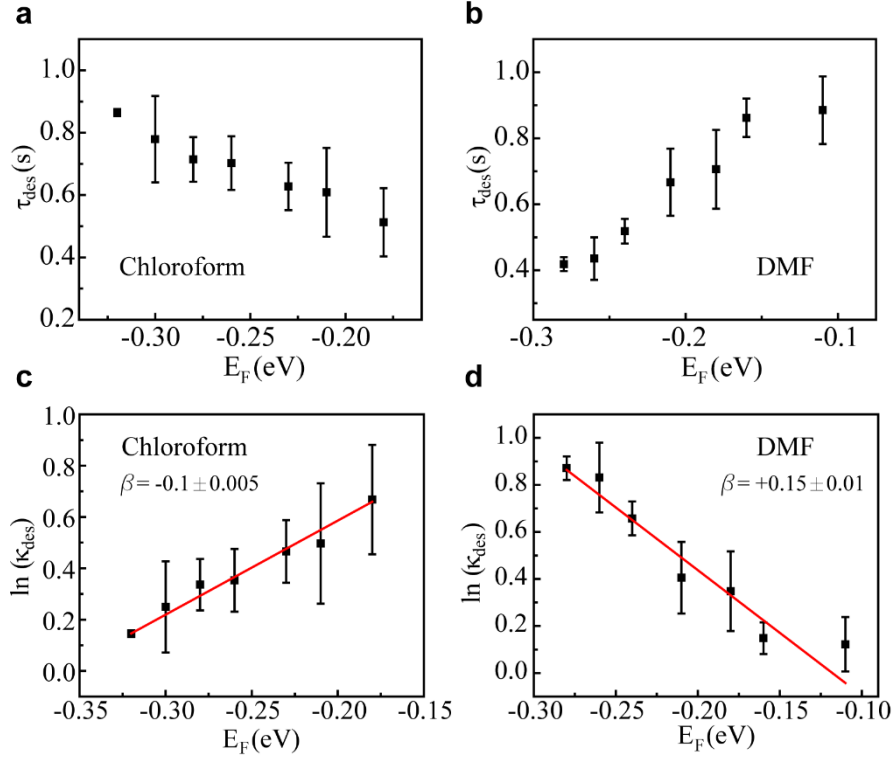 a
1.0
0.8
0.6
0.4
0.2
τdes(s)
Chloroform
-0.30
-0.25
-0.20
EF(eV)
b
1.0
0.8
0.6
0.4
τdes(s)
DMF
-0.3
-0.2
-0.1
EF(eV)
c
1.0
0.8
0.6
0.4
0.2
0.0
ln (κdes)
Chloroform
β = -0.1 ± 0.005
-0.35
-0.30
-0.25
-0.20
-0.15
EF(eV)
d
1.0
0.8
0.6
0.4
0.2
0.0
ln (κdes)
DMF
β = +0.15 ± 0.01
-0.30
-0.25
-0.20
-0.15
-0.10
EF(eV)